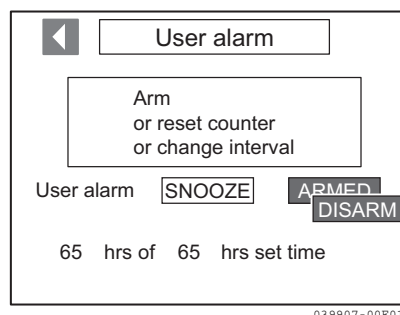 User alarm
Arm
or reset counter
or change interval
User alarm SNOOZE ARMED
DISARM
65 hrs of 65 hrs set time